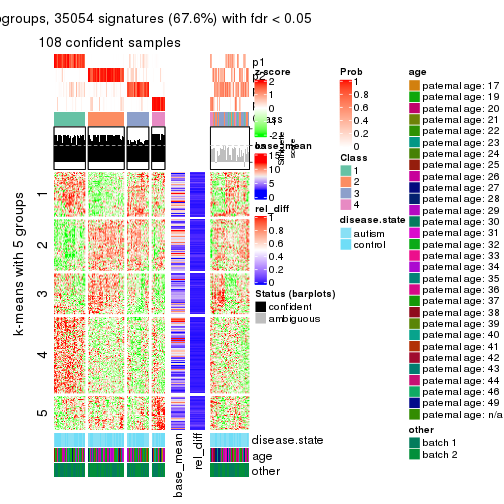 ogroups, 35054 signatures (67.6%) with fdr < 0.05
108 confident samples
p1
z-score
2
1
0
-2
base_mean
15
10
5
0
rel_diff
1
0.8
0.6
0.4
0.2
0
Status (barplots)
confident
ambiguous
Prob
1
0.8
0.6
0.4
0.2
0
Class
1
2
3
4
disease.state
autism
control
age
paternal age: 17
paternal age: 19
paternal age: 20
paternal age: 21
paternal age: 22
paternal age: 23
paternal age: 24
paternal age: 25
paternal age: 26
paternal age: 27
paternal age: 28
paternal age: 29
paternal age: 30
paternal age: 31
paternal age: 32
paternal age: 33
paternal age: 34
paternal age: 35
paternal age: 36
paternal age: 37
paternal age: 38
paternal age: 39
paternal age: 40
paternal age: 41
paternal age: 42
paternal age: 43
paternal age: 44
paternal age: 46
paternal age: 49
paternal age: n/a
other
batch 1
batch 2
k-means with 5 groups
1
2
3
4
5
disease.state
age
other
base_mean
rel_diff